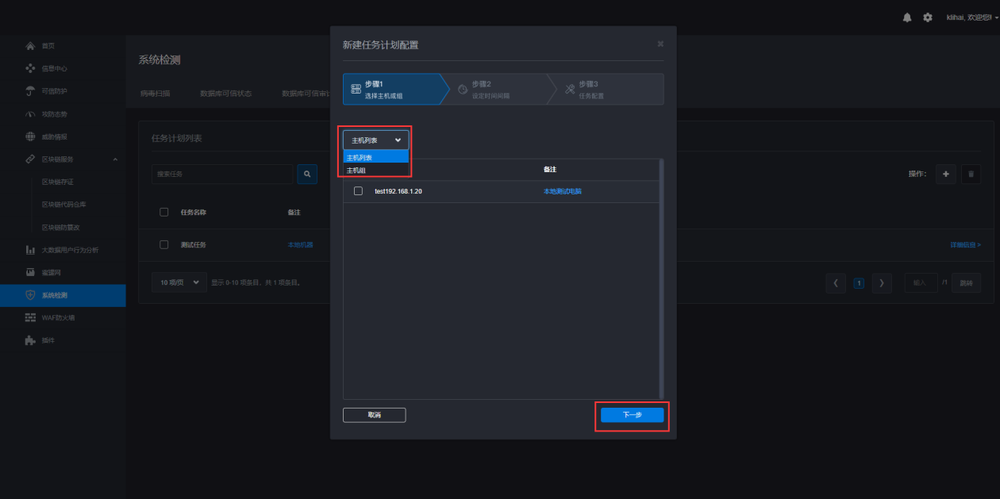 klihai, 欢迎您!
首页
信息中心
可信防护
攻防态势
威胁情报
区块链服务
区块链存证
区块链代码仓库
区块链防篡改
大数据用户行为分析
蜜罐网
系统检测
WAF防火墙
插件
系统检测
病毒扫描
数据库可信状态
数据库可信审计
任务计划列表
搜索任务
操作:
任务名称
备注
测试任务
本地机器
详细信息 >
10 项/页
显示 0-10 项条目，共 1 项条目。
1
输入
/1
跳转
新建任务计划配置
步骤1
选择主机或组
步骤2
设定时间间隔
步骤3
任务配置
主机列表
主机列表
主机组
备注
test192.168.1.20
本地测试电脑
取消
下一步